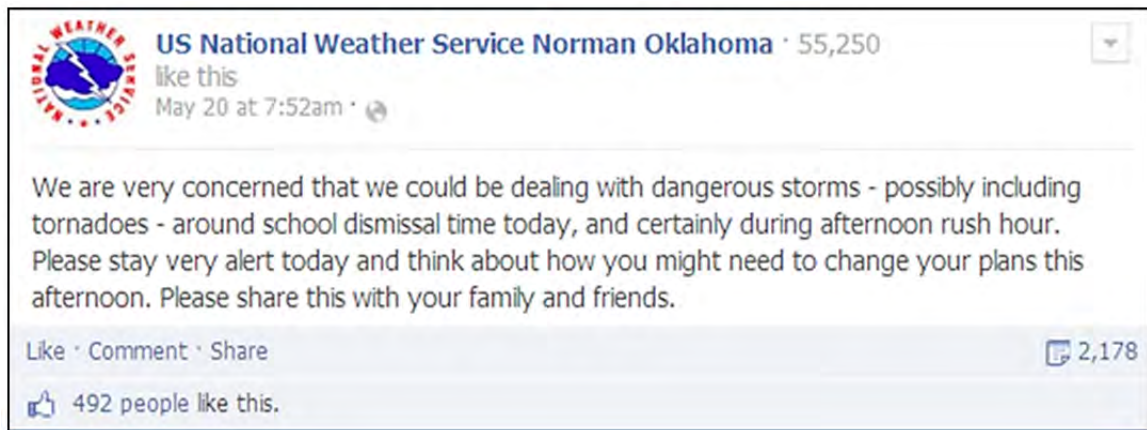 NATIONAL WEATHER SERVICE
US National Weather Service Norman Oklahoma · 55,250
like this
May 20 at 7:52am ·
We are very concerned that we could be dealing with dangerous storms - possibly including
tornadoes - around school dismissal time today, and certainly during afternoon rush hour.
Please stay very alert today and think about how you might need to change your plans this
afternoon. Please share this with your family and friends.
Like · Comment · Share 2,178
492 people like this.